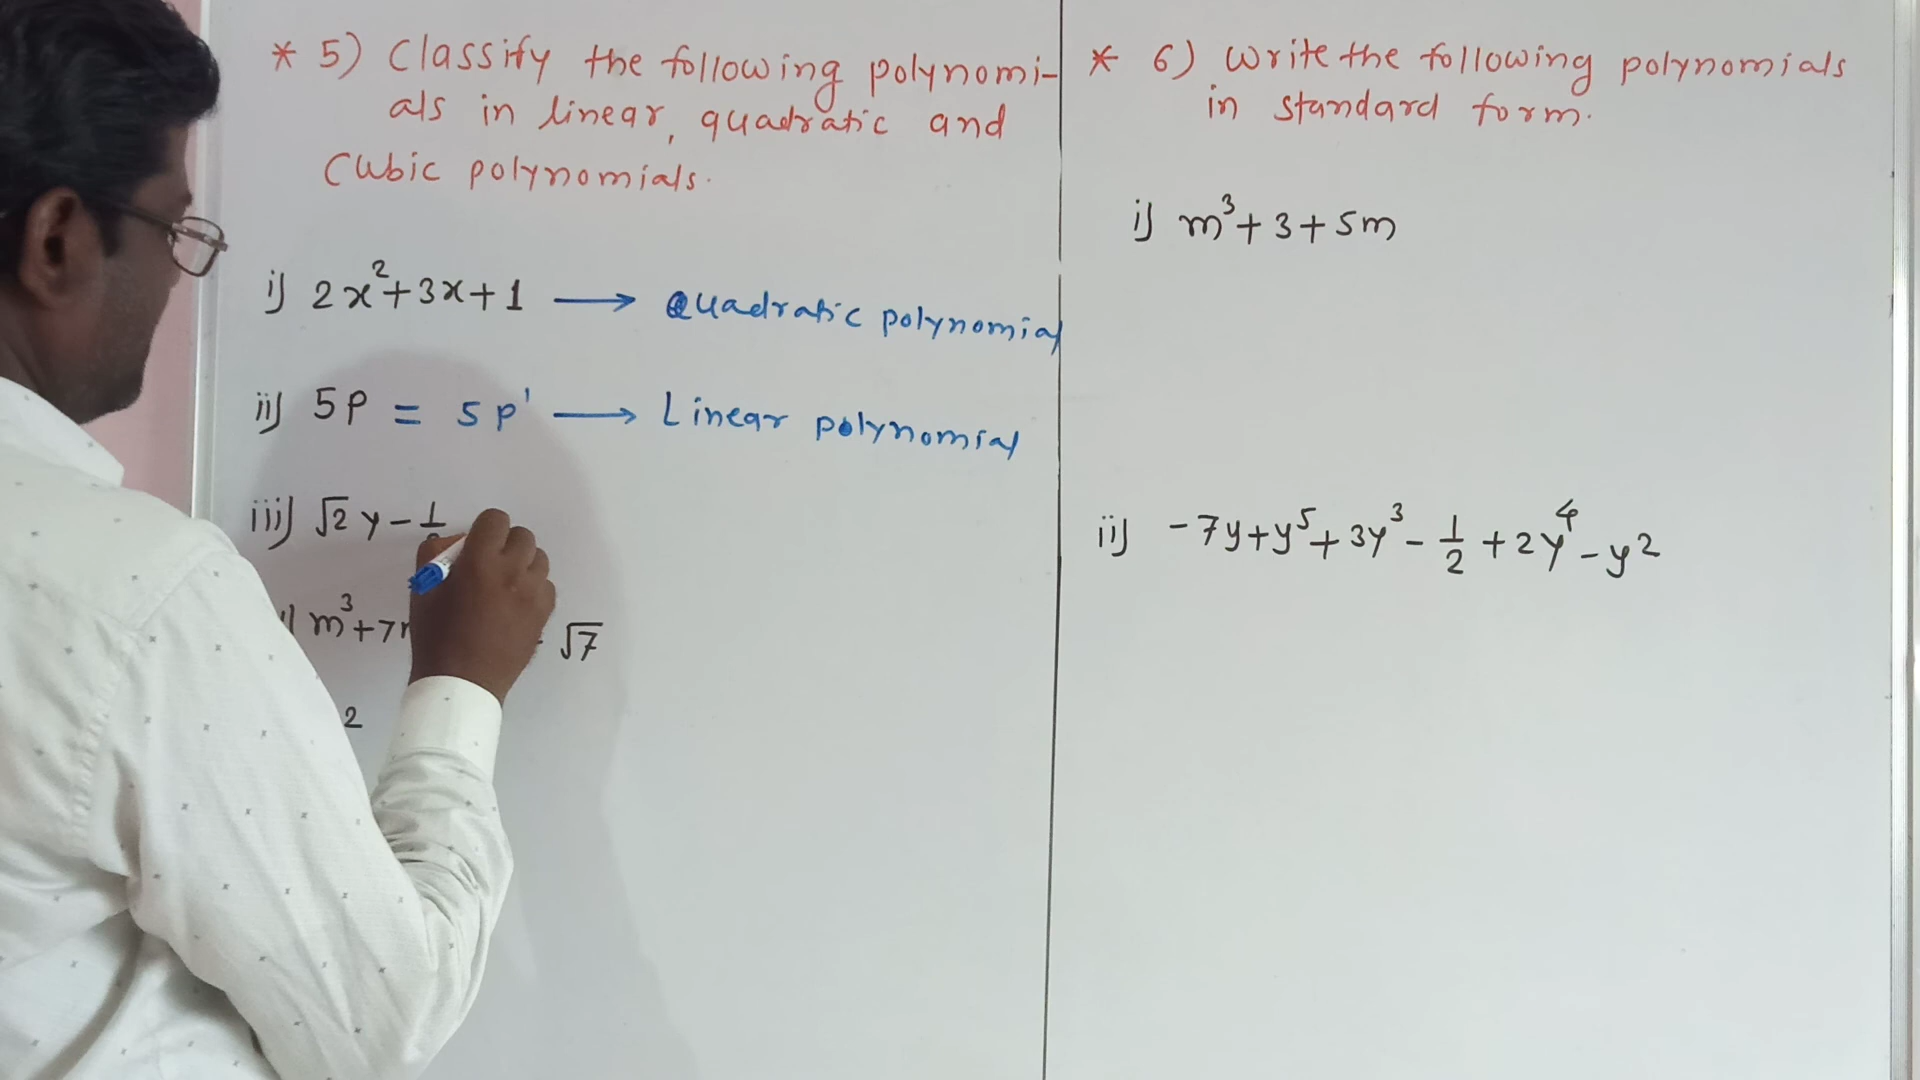 * 5) Classify the following polynomi-
als in linear, quadratic and
Cubic polynomials.
i) 2x²+3x+1 ⟶ Quadratic polynomial
ii) 5p = 5p¹ ⟶ Linear polynomial
iii) √2 y - 1/
m³+7 √7
2
* 6) Write the following polynomials
in standard form.
i) m³+3+5m
ii) -7y+y⁵+3y³-1/2+2y⁴-y²